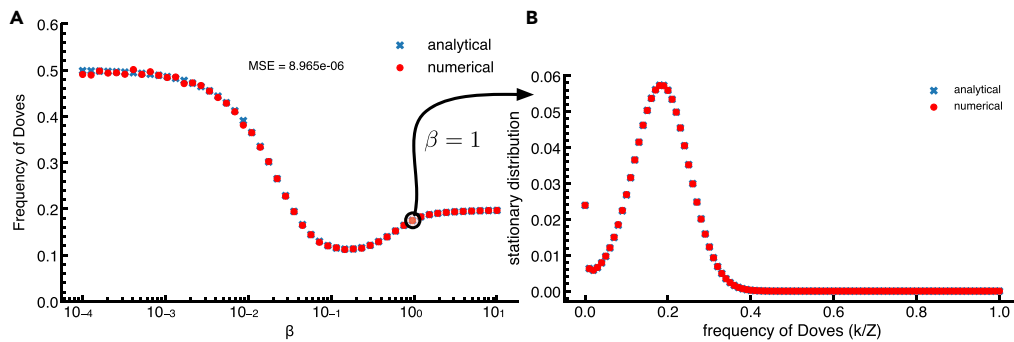 A
B
analytical
numerical
MSE = 8.965e-06
β = 1
Frequency of Doves
0.6
0.5
0.4
0.3
0.2
0.1
0.0
10–4
10–3
10–2
10–1
100
101
β
analytical
numerical
stationary distribution
0.06
0.05
0.04
0.03
0.02
0.01
0.00
0.0
0.2
0.4
0.6
0.8
1.0
frequency of Doves (k/Z)